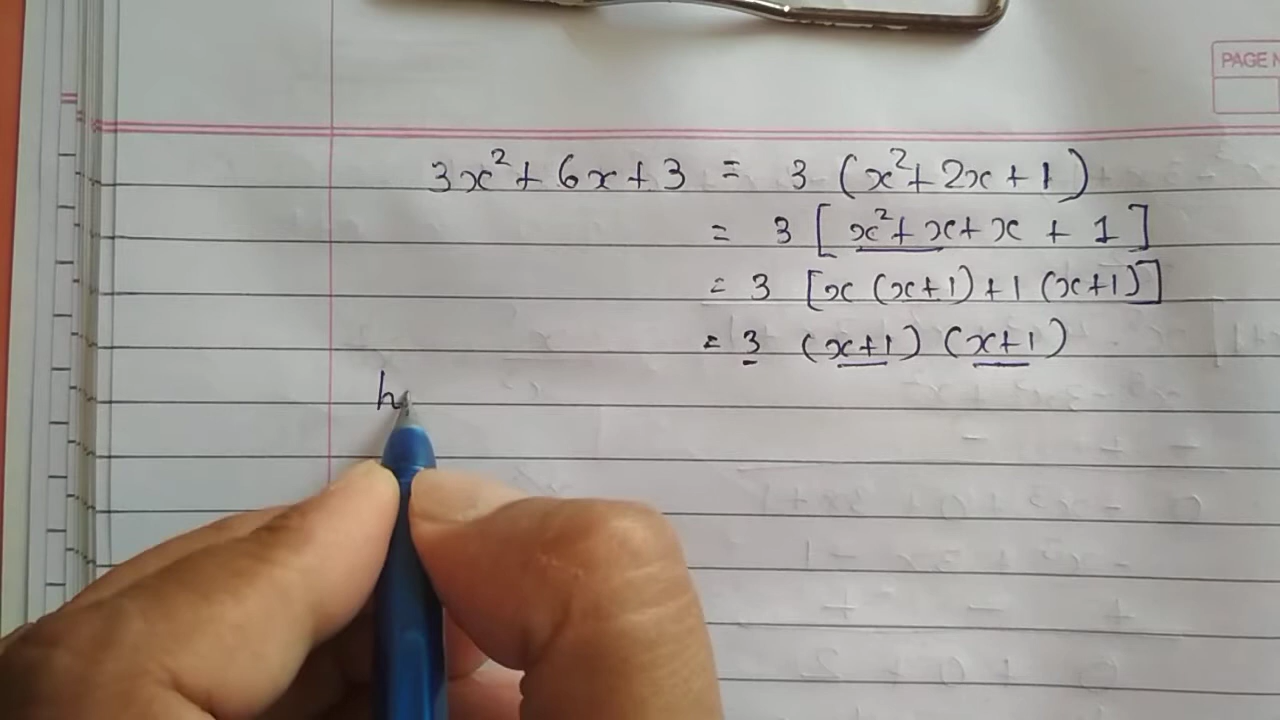 PAGE N
3x² + 6x + 3 = 3 (x² + 2x + 1)
= 3 [x² + x + x + 1]
= 3 [x (x+1) + 1 (x+1)]
= 3 (x+1) (x+1)
h